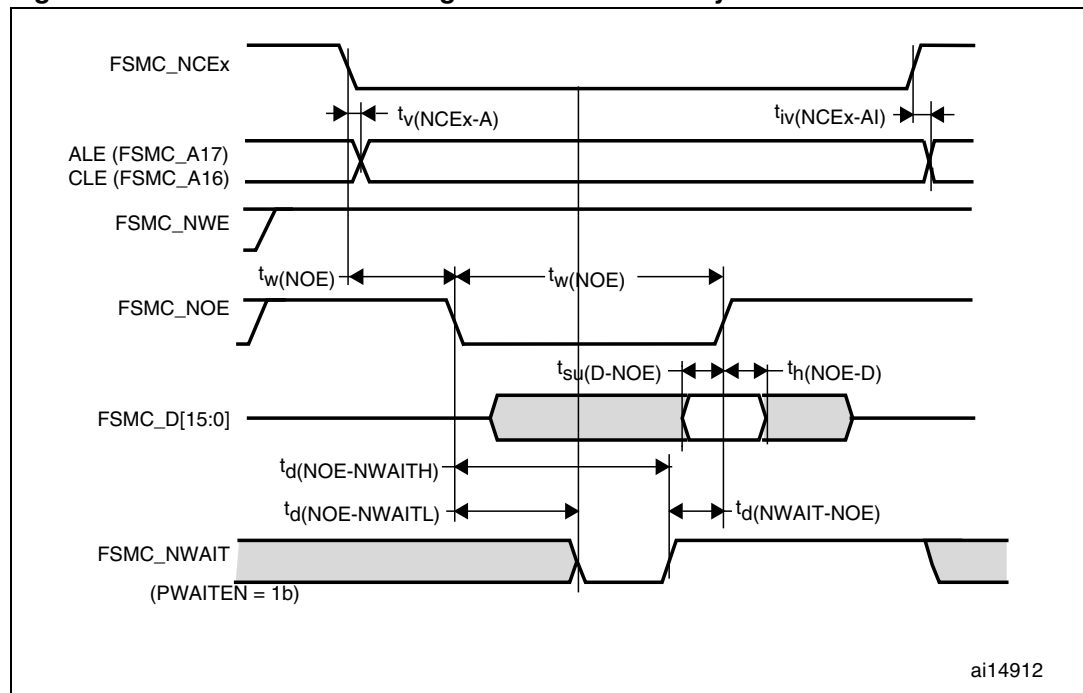 FSMC_NCEx
tv(NCEx-A)
tiv(NCEx-AI)
ALE (FSMC_A17)
CLE (FSMC_A16)
FSMC_NWE
tw(NOE)
tw(NOE)
FSMC_NOE
tsu(D-NOE)
th(NOE-D)
FSMC_D[15:0]
td(NOE-NWAITH)
td(NOE-NWAITL)
td(NWAIT-NOE)
FSMC_NWAIT
(PWAITEN = 1b)
ai14912